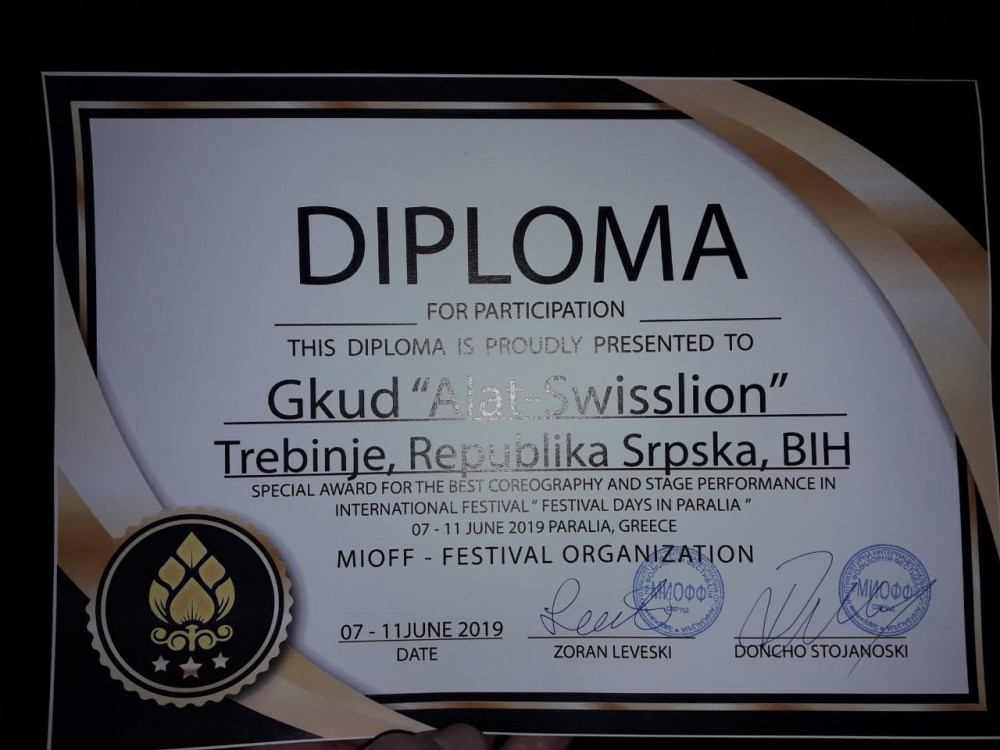 DIPLOMA
FOR PARTICIPATION
THIS DIPLOMA IS PROUDLY PRESENTED TO
Gkud “Alat-Swisslion”
Trebinje, Republika Srpska, BIH
SPECIAL AWARD FOR THE BEST COREOGRAPHY AND STAGE PERFORMANCE IN
INTERNATIONAL FESTIVAL “ FESTIVAL DAYS IN PARALIA ”
07 - 11 JUNE 2019 PARALIA, GREECE
MIOFF - FESTIVAL ORGANIZATION
МИОФФ
МИОФФ
07 - 11JUNE 2019
DATE
ZORAN LEVESKI
DONCHO STOJANOSKI